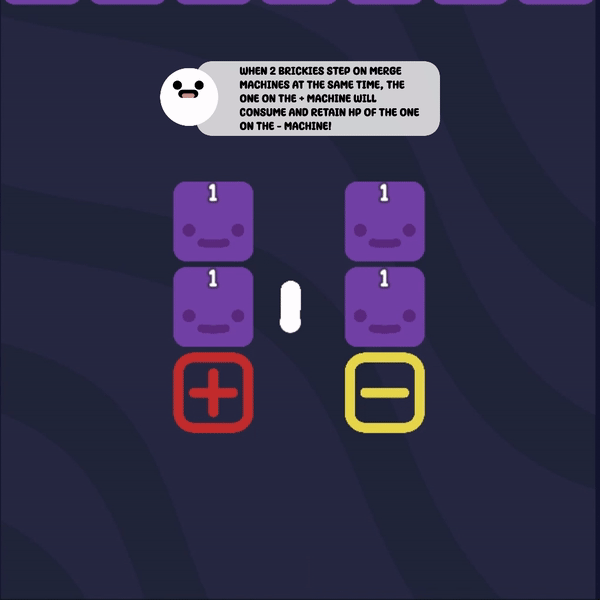 WHEN 2 BRICKIES STEP ON MERGE
MACHINES AT THE SAME TIME, THE
ONE ON THE + MACHINE WILL
CONSUME AND RETAIN HP OF THE ONE
ON THE - MACHINE!
1 1
1 1